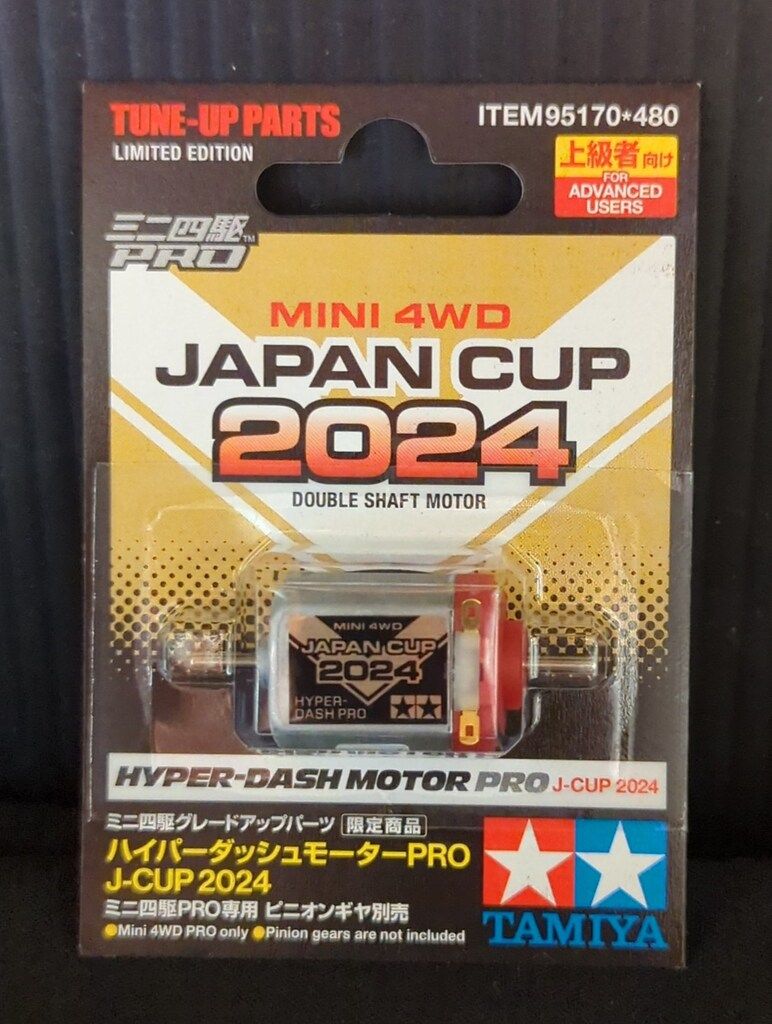 TUNE-UP PARTS
LIMITED EDITION
ITEM 95170*480
上級者向け
FOR
ADVANCED
USERS
ミニ四駆™
PRO
MINI 4WD
JAPAN CUP
2024
DOUBLE SHAFT MOTOR
MINI 4WD
JAPAN CUP
2024
HYPER-
DASH PRO
HYPER-DASH MOTOR PRO J-CUP 2024
ミニ四駆グレードアップパーツ 限定商品
ハイパーダッシュモーターPRO
J-CUP 2024
ミニ四駆PRO専用 ピニオンギヤ別売
●Mini 4WD PRO only ●Pinion gears are not included
TAMIYA